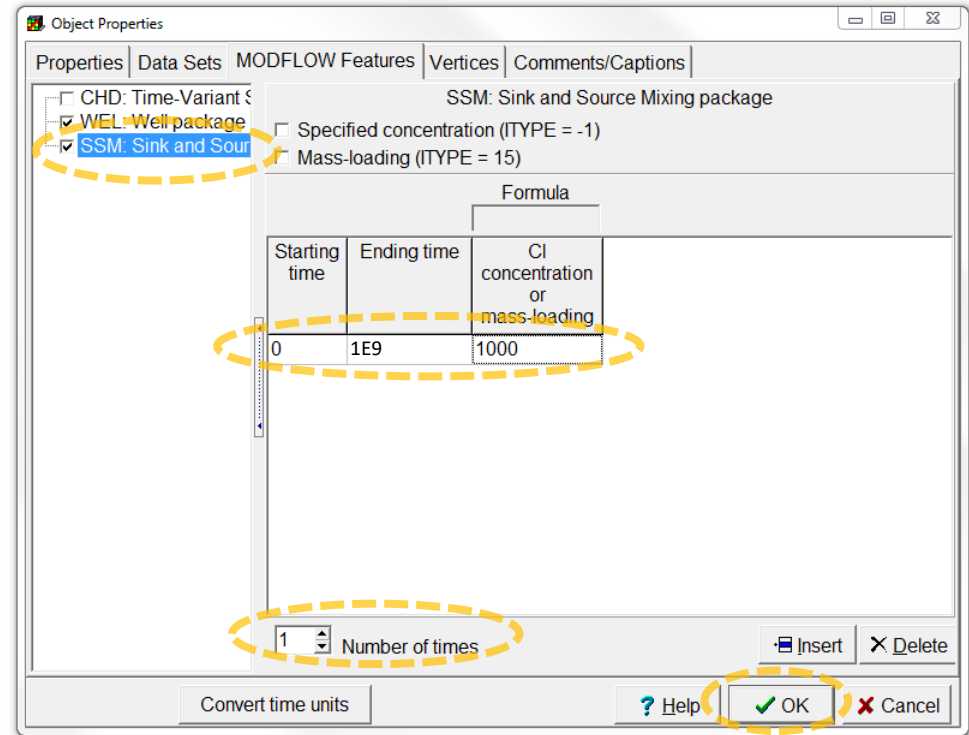 Object Properties
Properties Data Sets MODFLOW Features Vertices Comments/Captions
CHD: Time-Variant S
WEL: Well package
SSM: Sink and Sour
SSM: Sink and Source Mixing package
Specified concentration (ITYPE = -1)
Mass-loading (ITYPE = 15)
Formula
Starting
time
Ending time
Cl
concentration
or
mass-loading
0 1E9 1000
1 Number of times
Insert Delete
Convert time units
? Help OK Cancel